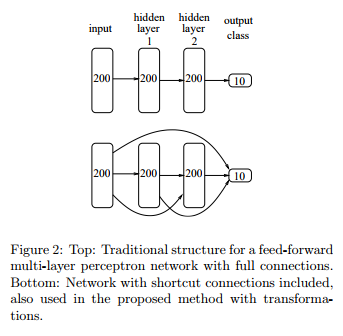 input
hidden layer 1
hidden layer 2
output class
200
200
200
10
200
200
200
10
Figure 2: Top: Traditional structure for a feed-forward
multi-layer perceptron network with full connections.
Bottom: Network with shortcut connections included,
also used in the proposed method with transforma-
tions.